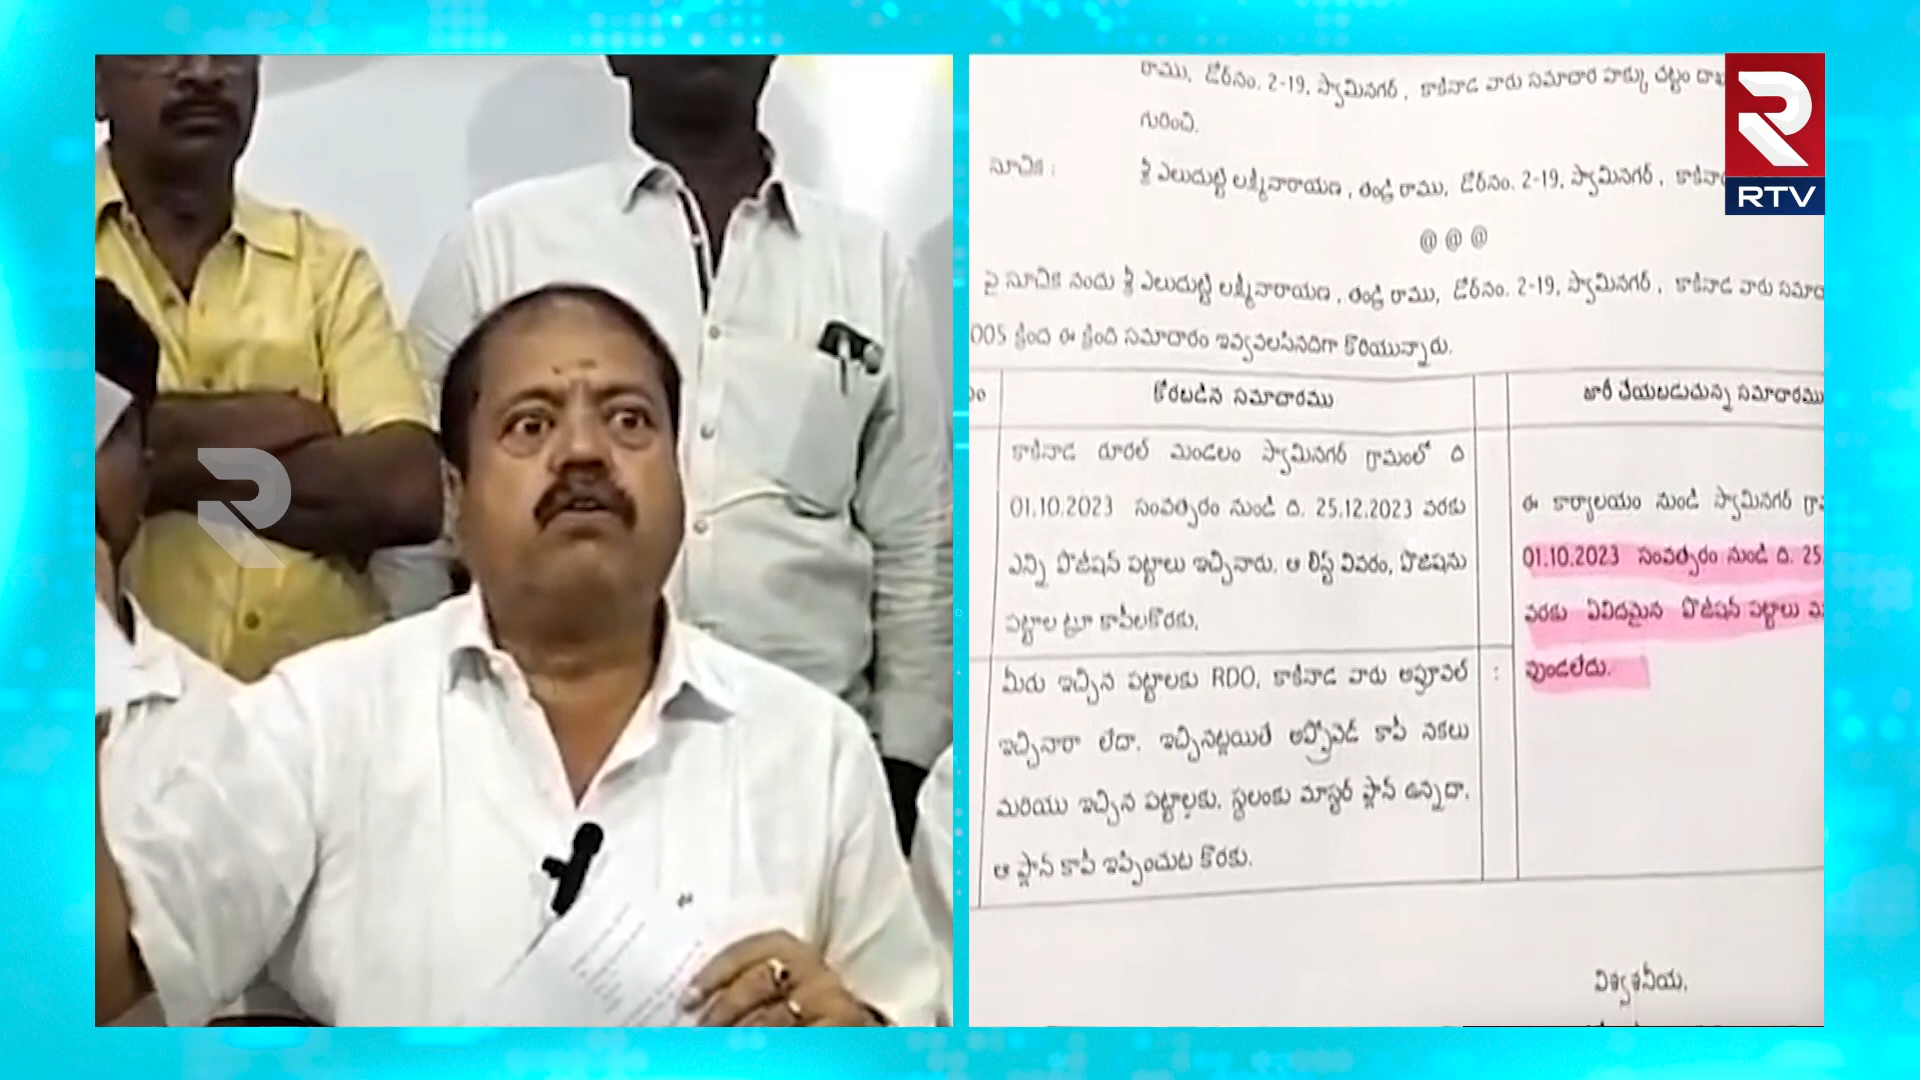 రాము, డోర్‌నం. 2-19, స్వామినగర్, కాకినాడ వారు సమాచార హక్కు చట్టం
గురించి.
సూచిక :
శ్రీ ఎలుదుట్టి లక్ష్మీనారాయణ, తండ్రి రాము, డోర్‌నం. 2-19, స్వామినగర్,
@ @ @
పై సూచిక నందు శ్రీ ఎలుదుట్టి లక్ష్మీనారాయణ, తండ్రి రాము, డోర్‌నం. 2-19, స్వామినగర్, కాకినాడ వారు
005 క్రింద ఈ క్రింది సమాచారం ఇవ్వవలసినదిగా కోరియున్నారు.
కోరబడిన సమాచారము
జారీ చేయబడుచున్న సమాచారము
కాకినాడ రూరల్ మండలం స్వామినగర్ గ్రామంలో ది
01.10.2023 సంవత్సరం నుండి ది. 25.12.2023 వరకు
ఎన్ని పొజిషన్ పట్టాలు ఇచ్చినారు. ఆ లిస్ట్ వివరం, పొజిషను
పట్టాల ట్రూ కాపీలకొరకు.
ఈ కార్యాలయం నుండి స్వామినగర్
01.10.2023 సంవత్సరం నుండి ది. 25
వరకు ఏవిధమైన పొజిషన్ పట్టాలు
వుండలేదు.
మీరు ఇచ్చిన పట్టాలకు RDO, కాకినాడ వారు అప్రూవల్ :
ఇచ్చినారా లేదా. ఇచ్చినట్లయితే అప్రోవెడ్ కాపీ నకలు
మరియు ఇచ్చిన పట్టాలకు, స్థలంకు మాస్టర్ ప్లాన్ ఉన్నదా.
ఆ ప్లాన్ కాపీ ఇప్పించుట కొరకు.
విశ్వశనీయ,
RTV